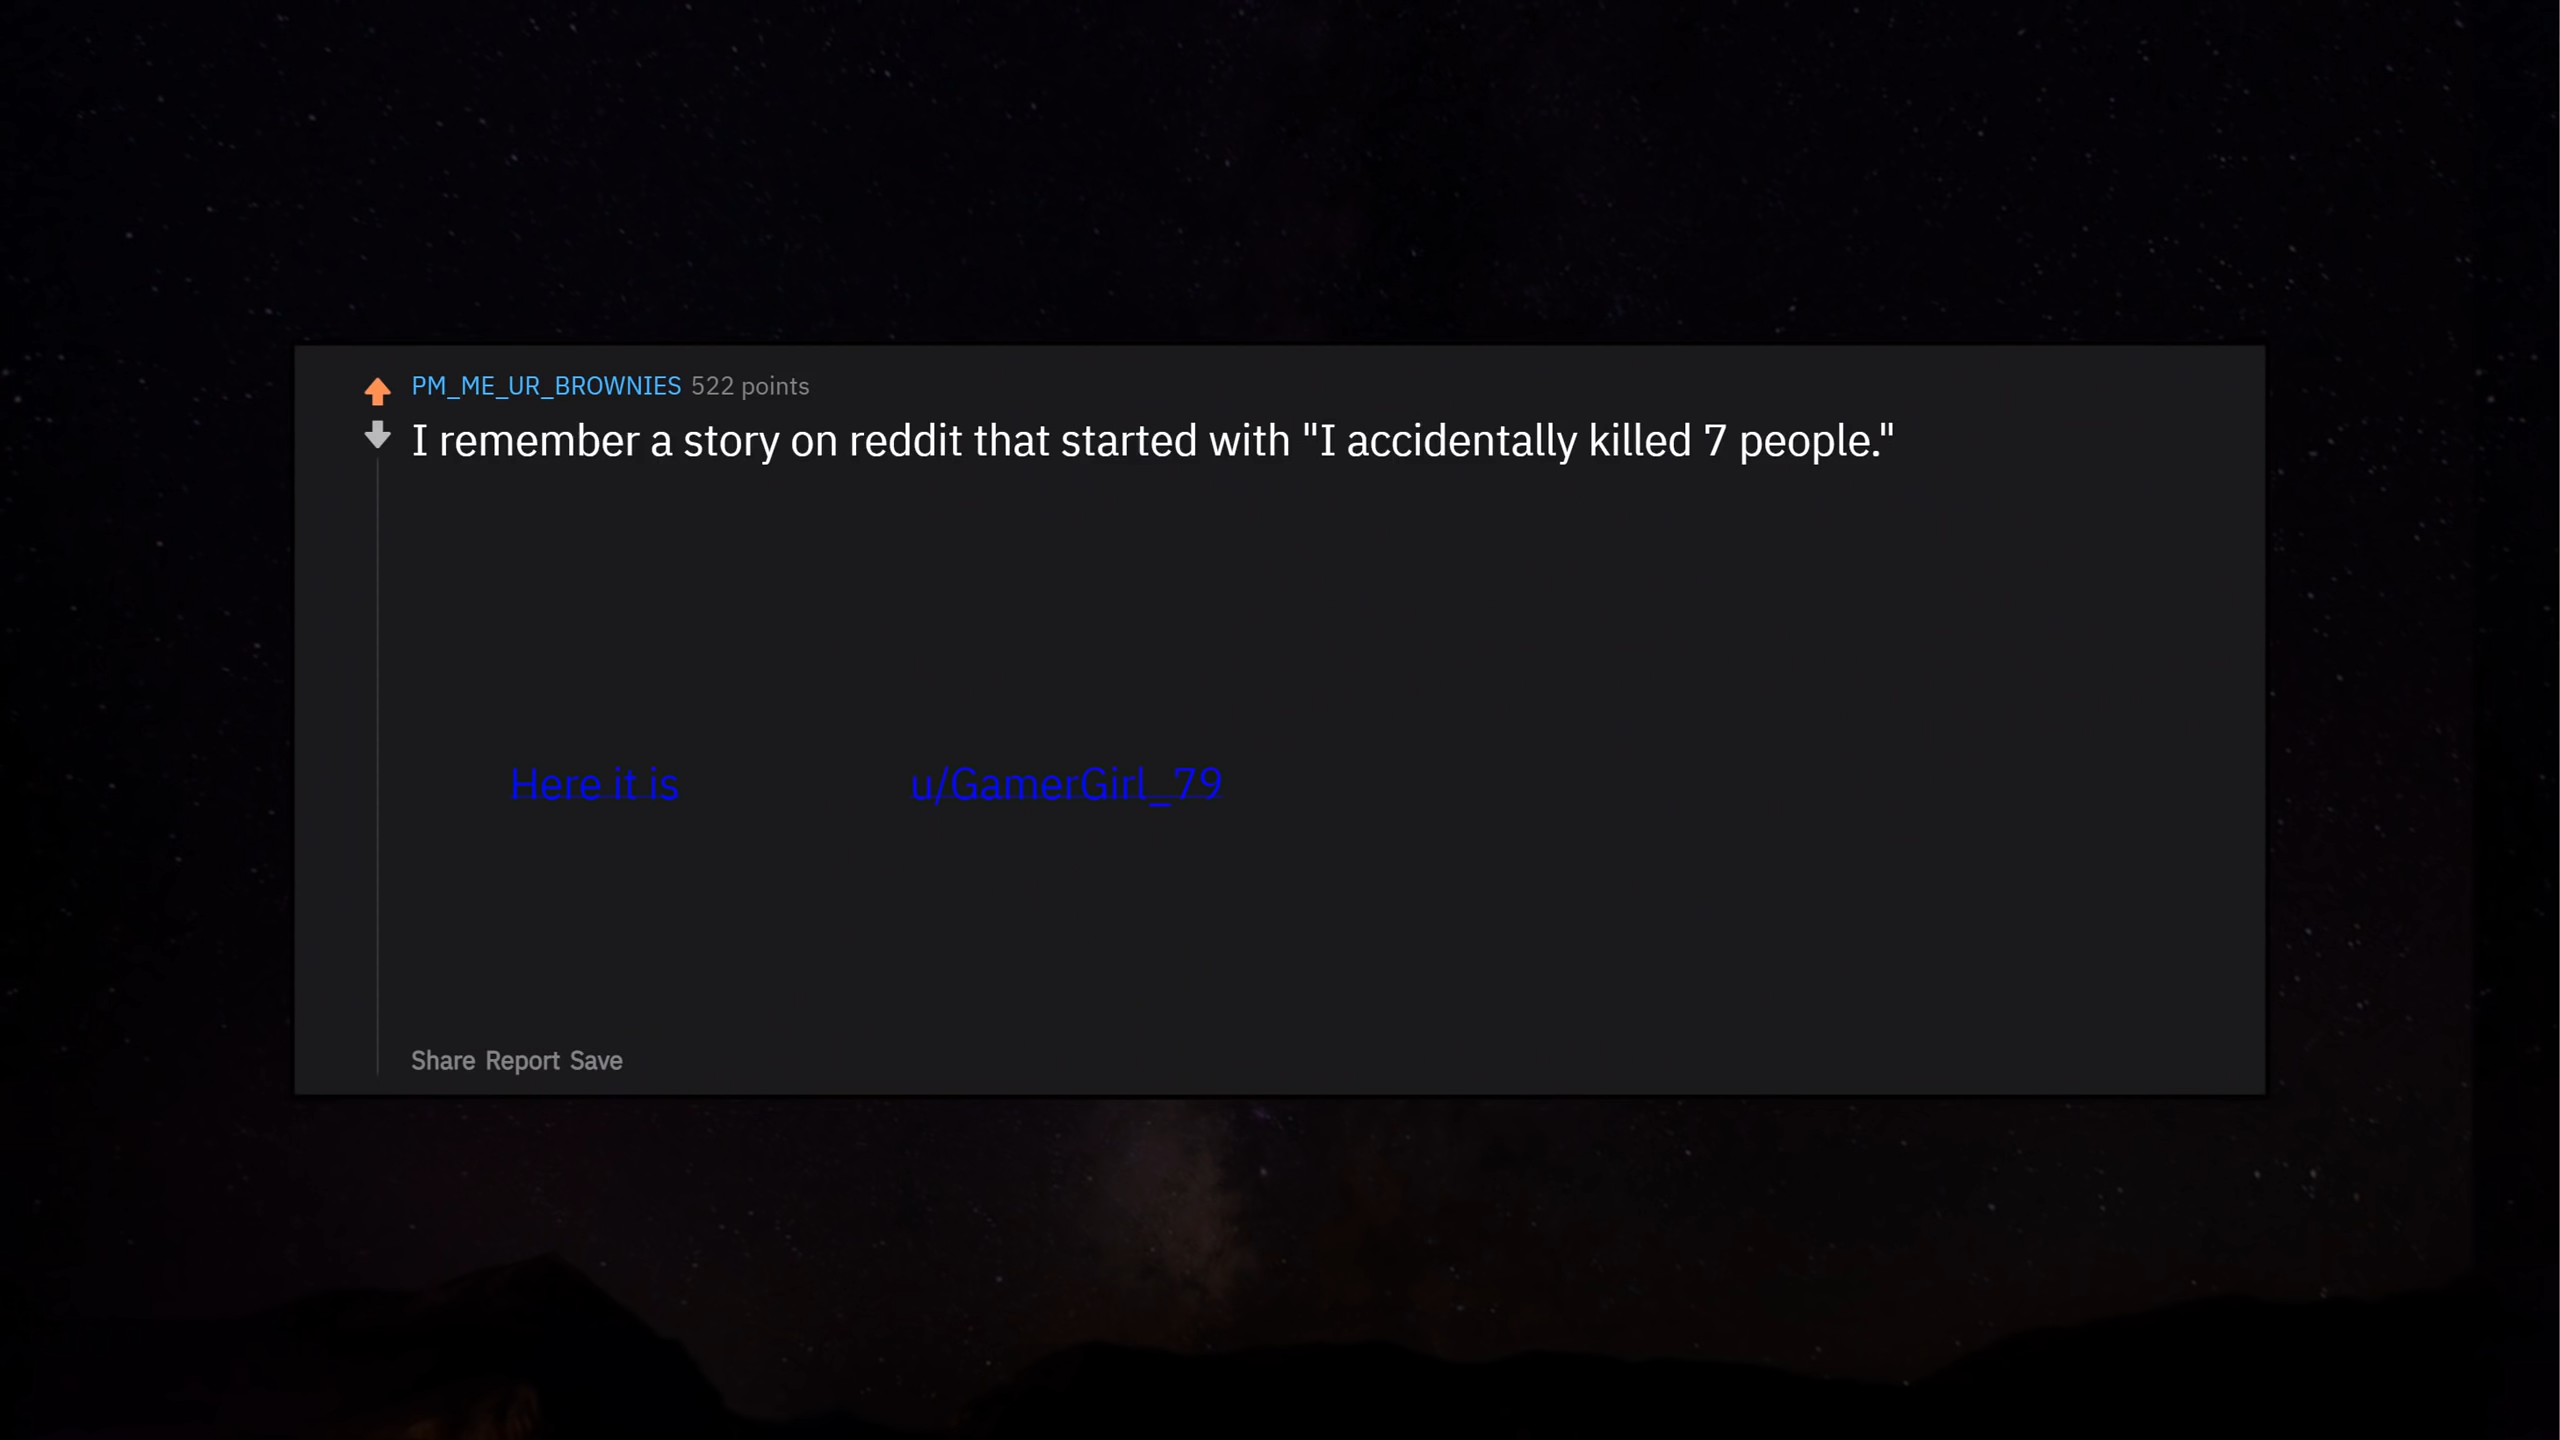 PM_ME_UR_BROWNIES 522 points
I remember a story on reddit that started with "I accidentally killed 7 people."
Here it is u/GamerGirl_79
Share Report Save